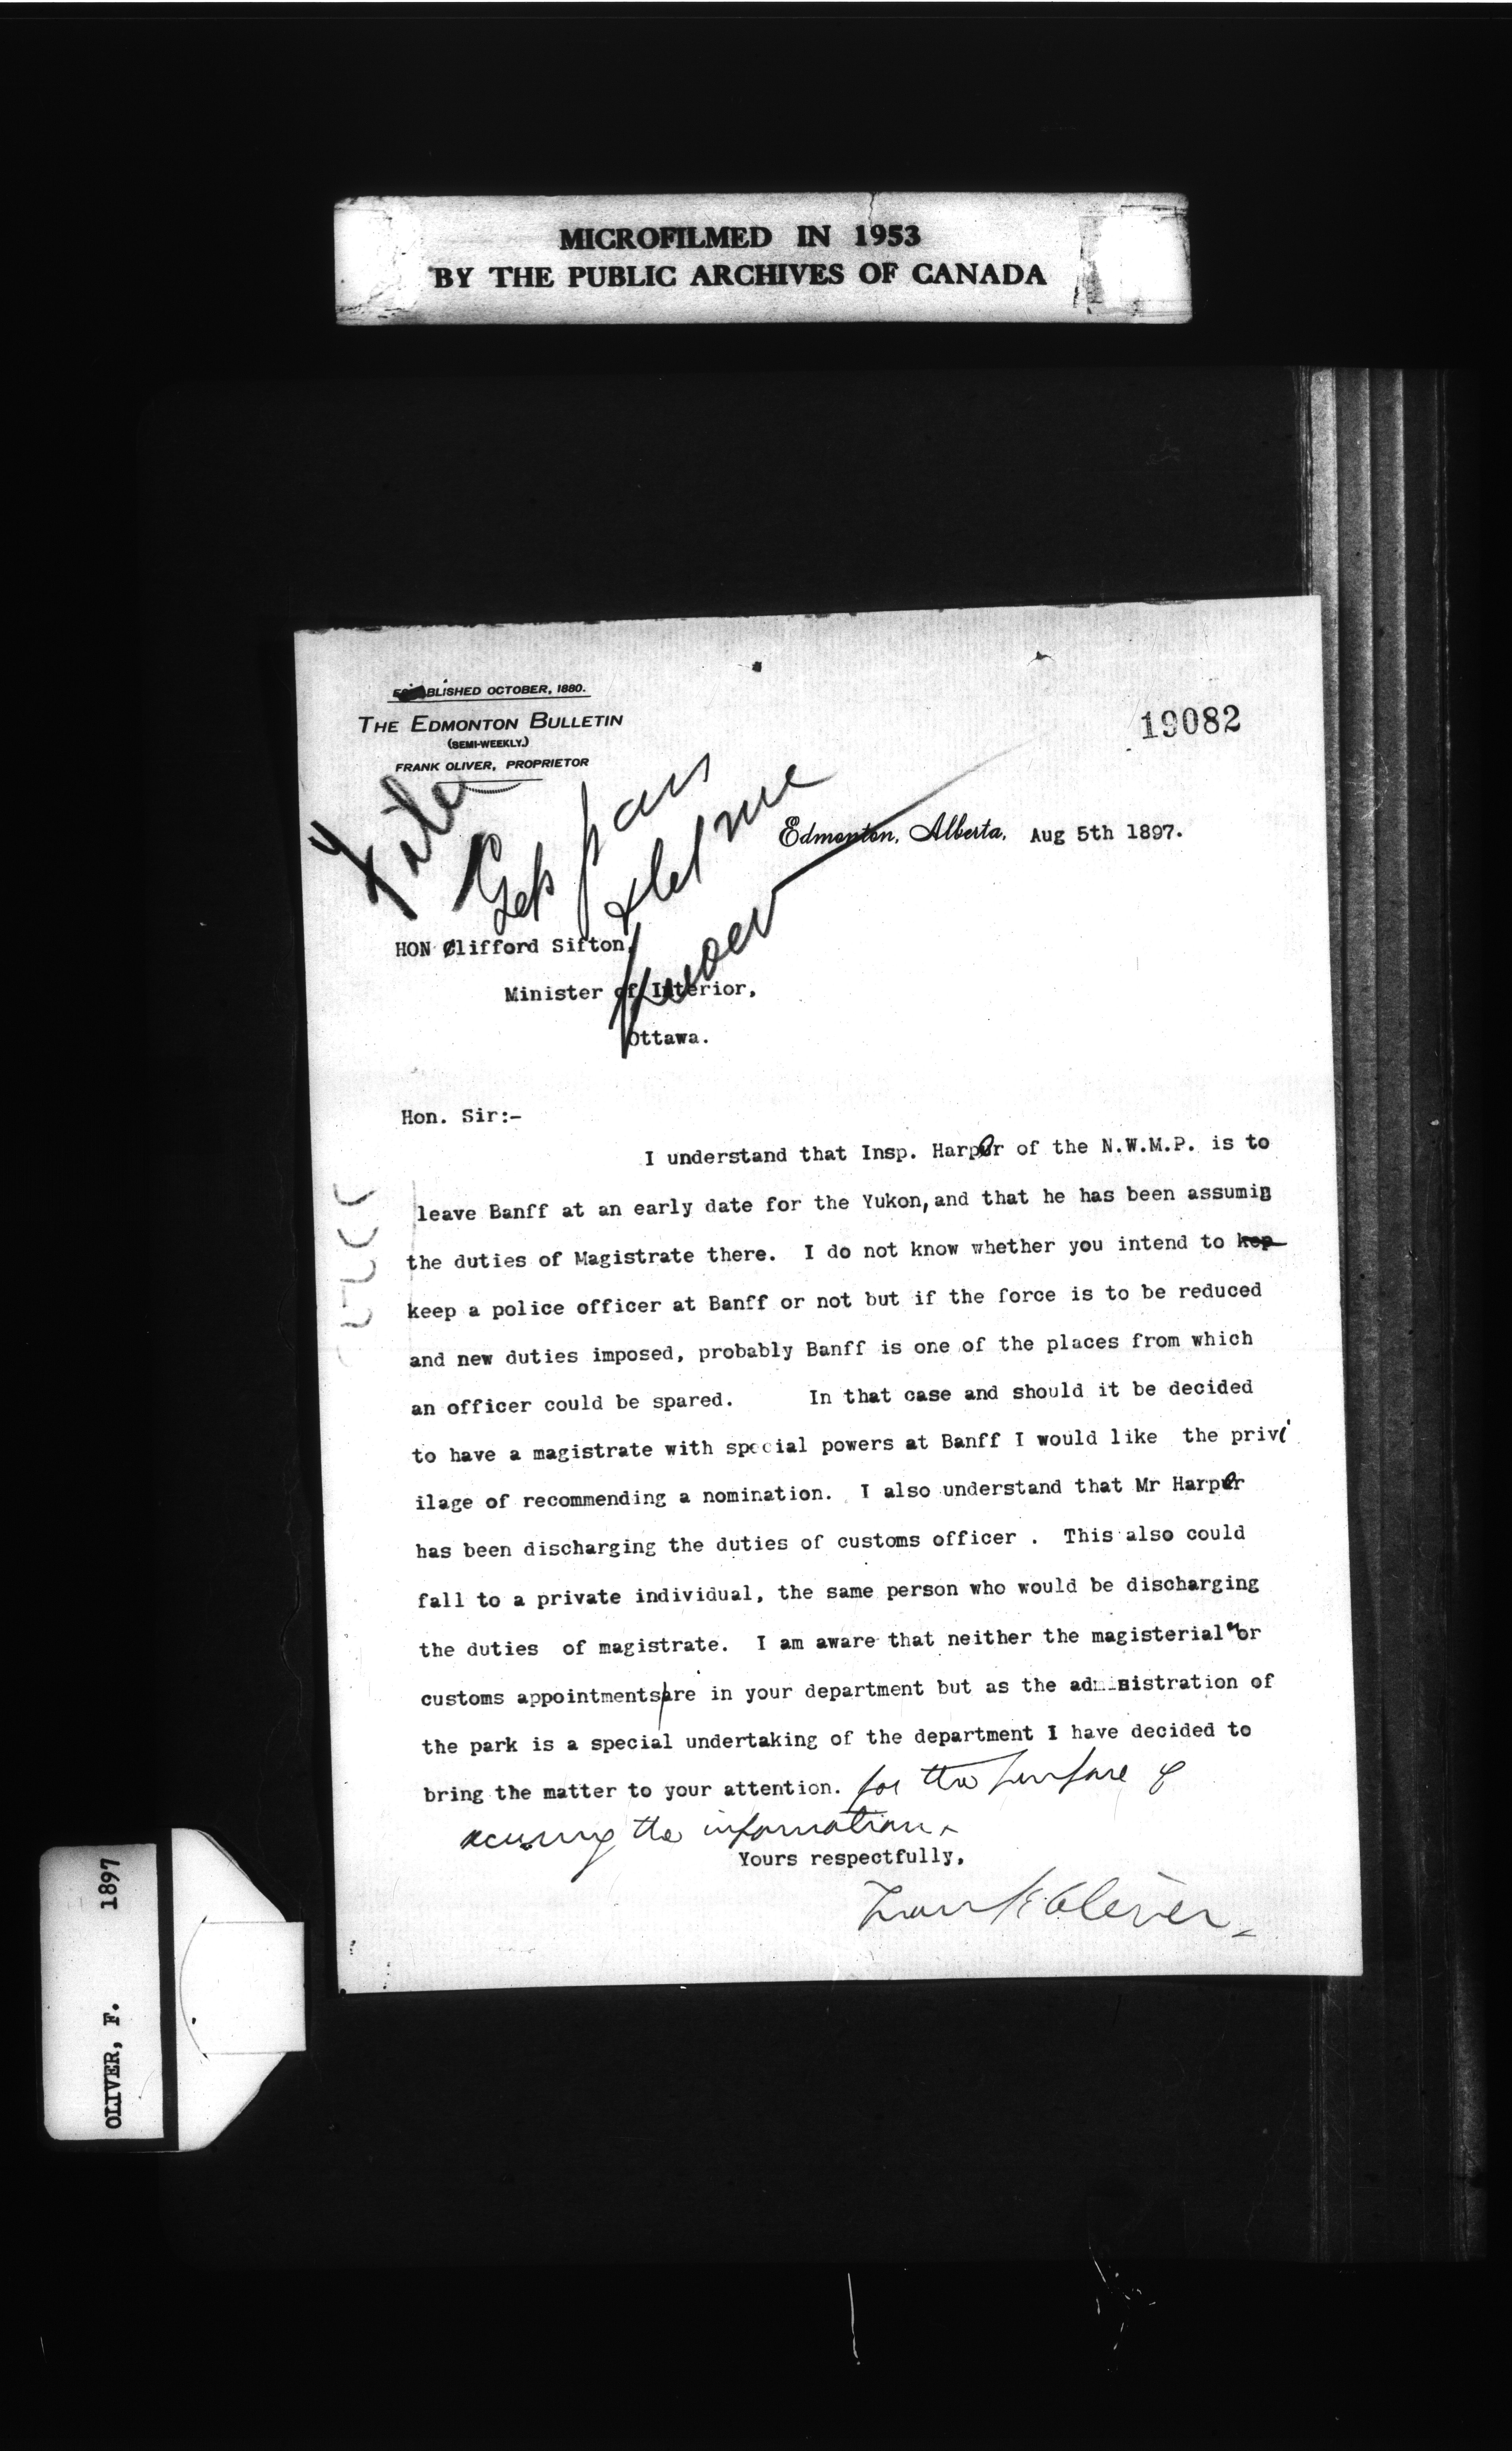 MICROFILMED IN 1953
BY THE PUBLIC ARCHIVES OF CANADA
ESTABLISHED OCTOBER, 1880.
THE EDMONTON BULLETIN
(SEMI-WEEKLY.)
FRANK OLIVER, PROPRIETOR
19082
File
Get pars
& let me
know
Edmonton, Alberta, Aug 5th 1897.
HON Clifford Sifton,
Minister of Interior,
Ottawa.
Hon. Sir:-
I understand that Insp. Harper of the N.W.M.P. is to
leave Banff at an early date for the Yukon, and that he has been assumin
the duties of Magistrate there. I do not know whether you intend to kep
keep a police officer at Banff or not but if the force is to be reduced
and new duties imposed, probably Banff is one of the places from which
an officer could be spared. In that case and should it be decided
to have a magistrate with special powers at Banff I would like the privi
ilage of recommending a nomination. I also understand that Mr Harper
has been discharging the duties of customs officer . This also could
fall to a private individual, the same person who would be discharging
the duties of magistrate. I am aware that neither the magisterial nor
customs appointments are in your department but as the administration of
the park is a special undertaking of the department I have decided to
bring the matter to your attention. for the purpose of
securing the information.
Yours respectfully,
Frank Oliver.
OLIVER, F. 1897